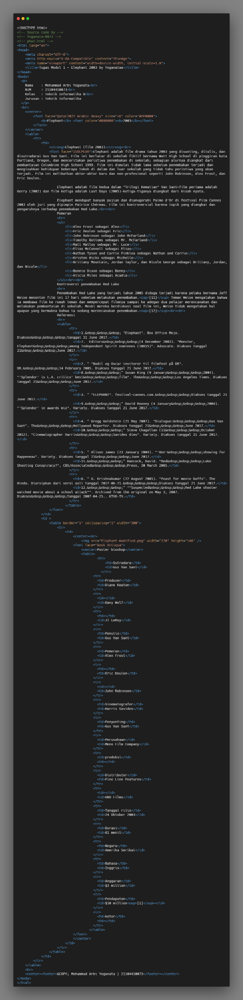 <!DOCTYPE html>
<!-- Source code by -->
<!-- Yoganata-0073 -->
<!-- phw2.html -->
<html lang="en">
<head>
    <meta charset="UTF-8">
    <meta http-equiv="X-UA-Compatible" content="IE=edge">
    <meta name="viewport" content="width=device-width, initial-scale=1.0">
    <title>Tugas Modul 1 - Elephant 2003 by Yoganataa</title>
</head>
<body>
  <p>
    Nama    : Mohammad Arbi Yoganata<br>
    NIM     : 21104410073<br>
    Kelas   : Teknik Informatika B<br>
    Jurusan : Teknik Informatika
  </p>
  <hr>
    <center>
        <font face="Qatar2022 Arabic Heavy" size="+6" color="#FF0000">
            <b>Elephant</b> <font color="#000000"><b>2003</b></font>
        </font>
    </center>
    <table>
        <tr>
            <td>
                <strong>Elephant (film 2003)</strong><br>
                <font face="ISOCPEUR">Elephant adalah film drama tahun 2003 yang disunting, ditulis, dan
disutradarai Gus Van Sant. Film ini berlatar di sekolah fiktif bernama Watt High School di pinggiran kota
Portland, Oregon, dan menceritakan peristiwa penembakan di sekolah; sebagian alurnya diangkat dari
pembantaian Columbine High School 1999. Film ini dimulai tidak lama sebelum penembakan terjadi dan
mengisahkan kehidupan beberapa tokoh di dalam dan luar sekolah yang tidak tahu peristiwa yang akan
terjadi. Film ini melibatkan aktor-aktor baru dan non-profesional seperti John Robinson, Alex Frost, dan
Eric Deulen.
                    Elephant adalah film kedua dalam "Trilogi Kematian" Van Sant—film pertama adalah
Gerry (2002) dan film ketiga adalah Last Days (2005)—ketiga-tiganya diangkat dari kisah nyata.
                    Elephant mendapat banyak pujian dan dianugerahi Palme d'Or di Festival Film Cannes
2003 oleh juri yang dipimpin Patrice Chéreau. Film ini kontroversial karena topik yang diangkat dan
pengaruhnya terhadap penembakan Red Lake.<br><br>
                    Pemeran
                    <hr>
                    <ul>
                        <li>Alex Frost sebagai Alex</li>
                        <li>Eric Deulen sebagai Eric</li>
                        <li>John Robinson sebagai John McFarland</li>
                        <li>Timothy Bottoms sebagai Mr. McFarland</li>
                        <li>Matt Malloy sebagai Mr. Luce</li>
                        <li>Elias McConnell sebagai Elias</li>
                        <li>Nathan Tyson and Carrie Finklea sebagai Nathan and Carrie</li>
                        <li>Kristen Hicks sebagai Michelle</li>
                        <li>Brittany Mountain, Jordan Taylor, dan Nicole George sebagai Brittany, Jordan,
dan Nicole</li>
                        <li>Bennie Dixon sebagai Benny</li>
                        <li>Alicia Miles sebagai Acadia</li>
                    </ul><br><br>
                    Kontroversi penembakan Red Lake
                    <hr>
                    Penembakan Red Lake yang terjadi tahun 2005 diduga terjadi karena pelaku bernama Jeff
Weise menonton film ini 17 hari sebelum melakukan penembakan.<sup>[11]</sup> Teman Weise mengatakan bahwa
ia membawa film ke rumah teman dan mempercepat filmnya sampai ke adegan dua pelajar merencanakan dan
melakukan pembantaian di sekolah. Meski mereka berdiskusi soal film ini, Weise tidak mengatakan hal
apapun yang bermakna bahwa ia sedang merencanakan penembakan.<sup>[12]</sup><br><br>
                    Referensi
                    <hr>
                    <table>
                          <tr>
                            <td>1.&nbsp;&nbsp;&nbsp; "Elephant". Box Office Mojo.
Diakses&nbsp;&nbsp;&nbsp;tanggal 21 June 2017.</td>
                            <td>7.  Editors&nbsp;&nbsp;&nbsp;(4 December 2003). "Monster,
Elephant&nbsp;&nbsp;&nbsp;among Independent Spirit nominees (10655)". Advocate. Diakses tanggal
21&nbsp;&nbsp;&nbsp;June 2017.</td>
                          </tr>
                          <tr>
                            <td>2. ^ "Bodil og Oscar inviterer til filmfest på DR".
DR.&nbsp;&nbsp;&nbsp;14 February 2005. Diakses tanggal 21 June 2017.</td>
                            <td>8.&nbsp;&nbsp;&nbsp;^ Susan King (9 January&nbsp;&nbsp;&nbsp;2004).
"'Splendor' is L.A. critics' best&nbsp;&nbsp;&nbsp;film". The&nbsp;&nbsp;&nbsp;Los Angeles Times. Diakses
tanggal 21&nbsp;&nbsp;&nbsp;June 2017.</td>
                          </tr>
                          <tr>
                            <td>3. ^ "ELEPHANT". festival-cannes.com.&nbsp;&nbsp;&nbsp;Diakses tanggal 21
June 2017.</td>
                            <td>9.&nbsp;&nbsp;&nbsp;^ David Rooney (4 January&nbsp;&nbsp;&nbsp;2004).
"'Splendor' in awards mix". Variety. Diakses tanggal 21 June 2017.</td>
                          </tr>
                          <tr>
                            <td>4. ^ Gregg Goldstein (21 May 2007). "Dialogue:&nbsp;&nbsp;&nbsp;Gus Van
Sant". The&nbsp;&nbsp;&nbsp;Hollywood Reporter. Diakses tanggal 21&nbsp;&nbsp;&nbsp;June 2017.</td>
                            <td>10.&nbsp;&nbsp;&nbsp;^ Steve Chagollan (11&nbsp;&nbsp;&nbsp;October
2012). "Cinematographer Harris&nbsp;&nbsp;&nbsp;Savides dies". Variety. Diakses tanggal 21 June 2017.
</td>
                          </tr>
                          <tr>
                            <td>5. ^ Alison James (23 January 2004). "'Bon'&nbsp;&nbsp;&nbsp;showing for
Rappeneau". Variety. Diakses tanggal 21&nbsp;&nbsp;&nbsp;June 2017.</td>
                            <td>11.&nbsp;&nbsp;&nbsp;^ Hancock, David. "Red&nbsp;&nbsp;&nbsp;Lake
Shooting Conspiracy?", CBS/Associated&nbsp;&nbsp;&nbsp;Press, 30 March 2005.</td>
                          </tr>
                          <tr>
                            <td>6. ^ G. Krishnakumar (22 August 2005). "Feast for movie buffs". The
Hindu. Diarsipkan dari versi asli tanggal 2017-06-21.&nbsp;&nbsp;&nbsp;Diakses tanggal 21 June 2017.</td>
                            <td>12.&nbsp;&nbsp;&nbsp;^ ""Suspected&nbsp;&nbsp;&nbsp;Red Lake shooter
watched movie about a school attack"". Archived from the original on May 3, 2007.
Diakses&nbsp;&nbsp;&nbsp;tanggal 2007-04-25.. KTVO-TV.</td>
                          </tr>
                        </table>
                </font>
            </td>
            <td >
                <table border="1" cellspacing="1" width="300">
                    <tr>
                        <td>
                            <center><br>
                                <img src="Elephant-modified.png" width="220" height="146" />
                            <font face="Book Antiqua">
                                <center>Poster bioskop</center>
                                <table>
                                        <tr>
                                            <td>Sutradara</td>
                                            <td>Gus Van Sant</td>
                                          </tr>
                                      <tr>
                                        <td>Produser</td>
                                        <td>Diane Keaton</td>
                                      </tr>
                                      <tr>
                                        <td></td>
                                        <td>Dany Wolf</td>
                                      </tr>
                                      <tr>
                                        <td></td>
                                        <td>JT LeRoy</td>
                                      </tr>
                                      <tr>
                                        <td>Penulis</td>
                                        <td>Gus Van Sant</td>
                                      </tr>
                                      <tr>
                                        <td>Pemeran</td>
                                        <td>Alex Frost</td>
                                      </tr>
                                      <tr>
                                        <td></td>
                                        <td>Eric Deulen</td>
                                      </tr>
                                      <tr>
                                        <td></td>
                                        <td>John Robinson</td>
                                      </tr>
                                      <tr>
                                        <td>Sinematografer</td>
                                        <td>Harris Savides</td>
                                      </tr>
                                      <tr>
                                        <td>Penyunting</td>
                                        <td>Gus Van Sant</td>
                                      </tr>
                                      <tr>
                                        <td>Perusahaan</td>
                                        <td>Meno Film Company</td>
                                      </tr>
                                      <tr>
                                        <td>produksi</td>
                                        <td></td>
                                      </tr>
                                      <tr>
                                        <td>Distributor</td>
                                        <td>Fine Line Features</td>
                                      </tr>
                                      <tr>
                                        <td></td>
                                        <td>HBO Films</td>
                                      </tr>
                                      <tr>
                                        <td>Tanggal rilis</td>
                                        <td>24 Oktober 2003</td>
                                      </tr>
                                      <tr>
                                        <td>Durasi</td>
                                        <td>81 menit</td>
                                      </tr>
                                      <tr>
                                        <td>Negara</td>
                                        <td>Amerika Serikat</td>
                                      </tr>
                                      <tr>
                                        <td>Bahasa</td>
                                        <td>Inggris</td>
                                      </tr>
                                      <tr>
                                        <td>Anggaran</td>
                                        <td>$3 million</td>
                                      </tr>
                                      <tr>
                                        <td>Pendapatan</td>
                                        <td>$10 million<sup>[1]</sup></td>
                                      </tr>
                                      <tr>
                                        <td>kotor</td>
                                        <td></td>
                                      </tr>
                                    </table>
                            </font>
                            </center>
                        </td>
                    </tr>
                </table>
            </td>
        </tr>
    </table>
    <hr>
    <center><footer>&COPY; Mohammad Arbi Yoganata | 21104410073</footer></center>
</body>
</html>